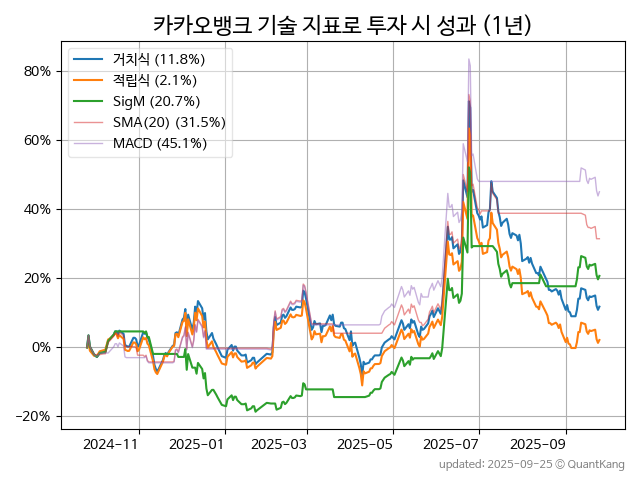 카카오뱅크 기술 지표로 투자 시 성과 (1년)
거치식 (11.8%)
적립식 (2.1%)
SigM (20.7%)
SMA(20) (31.5%)
MACD (45.1%)
80%
60%
40%
20%
0%
−20%
2024-11 2025-01 2025-03 2025-05 2025-07 2025-09
updated: 2025-09-25 © QuantKang